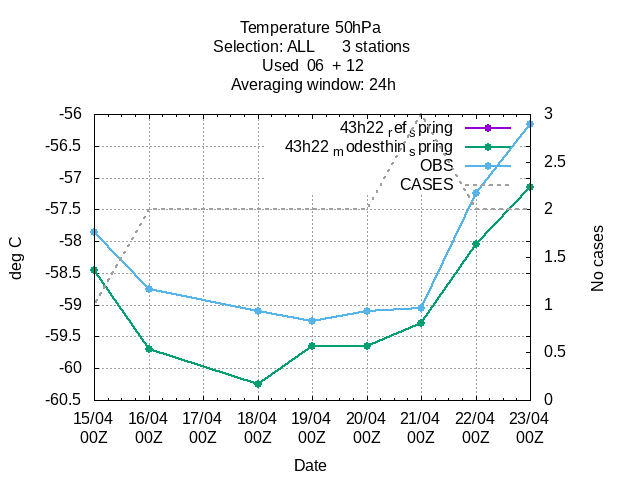 Temperature 50hPa
Selection: ALL 3 stations
Used 06 + 12
Averaging window: 24h
43h22 ref spring
43h22 modesthin spring
OBS
CASES
-56
-56.5
-57
-57.5
-58
-58.5
-59
-59.5
-60
-60.5
3
2.5
2
1.5
1
0.5
0
deg C
No cases
15/04 16/04 17/04 18/04 19/04 20/04 21/04 22/04 23/04
00Z 00Z 00Z 00Z 00Z 00Z 00Z 00Z 00Z
Date